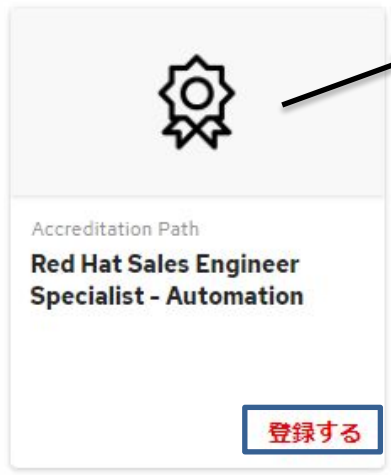 Accreditation Path
Red Hat Sales Engineer
Specialist - Automation
登録する